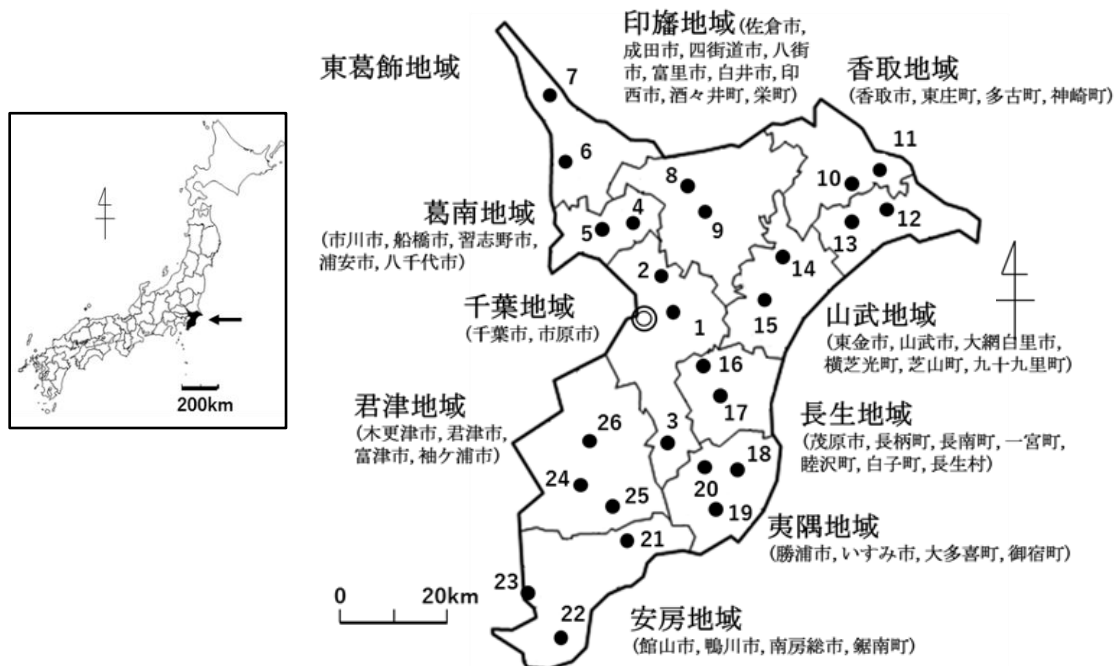 200km
東葛飾地域
印旛地域(佐倉市,
成田市, 四街道市, 八街
市, 富里市, 白井市, 印
西市, 酒々井町, 栄町)
香取地域
(香取市, 東庄町, 多古町, 神崎町)
7
6
8
11
10
葛南地域
(市川市, 船橋市, 習志野市,
浦安市, 八千代市)
4
5
9
12
13
2
14
千葉地域
(千葉市, 市原市)
1
15
山武地域
(東金市, 山武市, 大網白里市,
横芝光町, 芝山町, 九十九里町)
16
17
君津地域
(木更津市, 君津市,
富津市, 袖ケ浦市)
26
3
長生地域
(茂原市, 長柄町, 長南町, 一宮町,
睦沢町, 白子町, 長生村)
18
24
20
25
19
夷隅地域
(勝浦市, いすみ市, 大多喜町, 御宿町)
21
23
0 20km
22
安房地域
(館山市, 鴨川市, 南房総市, 鋸南町)